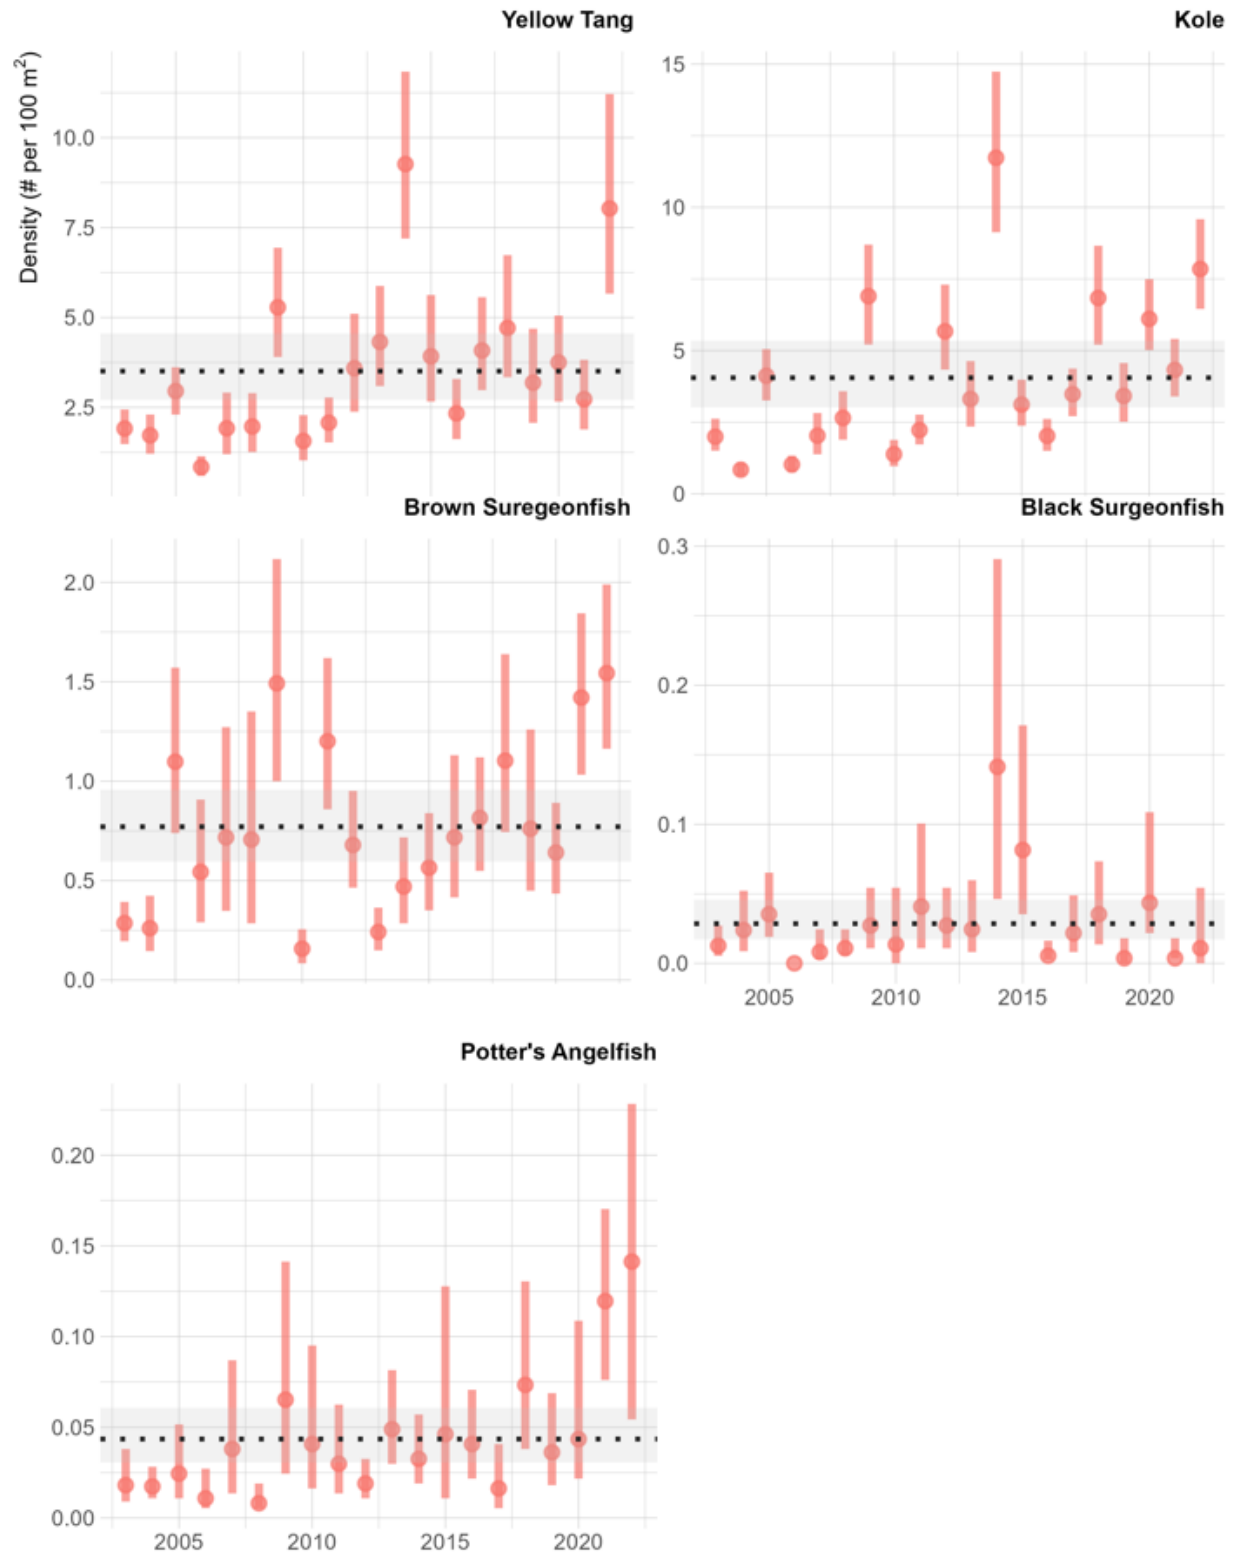 Yellow Tang
Kole
Density (# per 100 m²)
10.0
7.5
5.0
2.5
15
10
5
0
Brown Suregeonfish
Black Surgeonfish
2.0
1.5
1.0
0.5
0.0
0.3
0.2
0.1
0.0
2005 2010 2015 2020
Potter's Angelfish
0.20
0.15
0.10
0.05
0.00
2005 2010 2015 2020